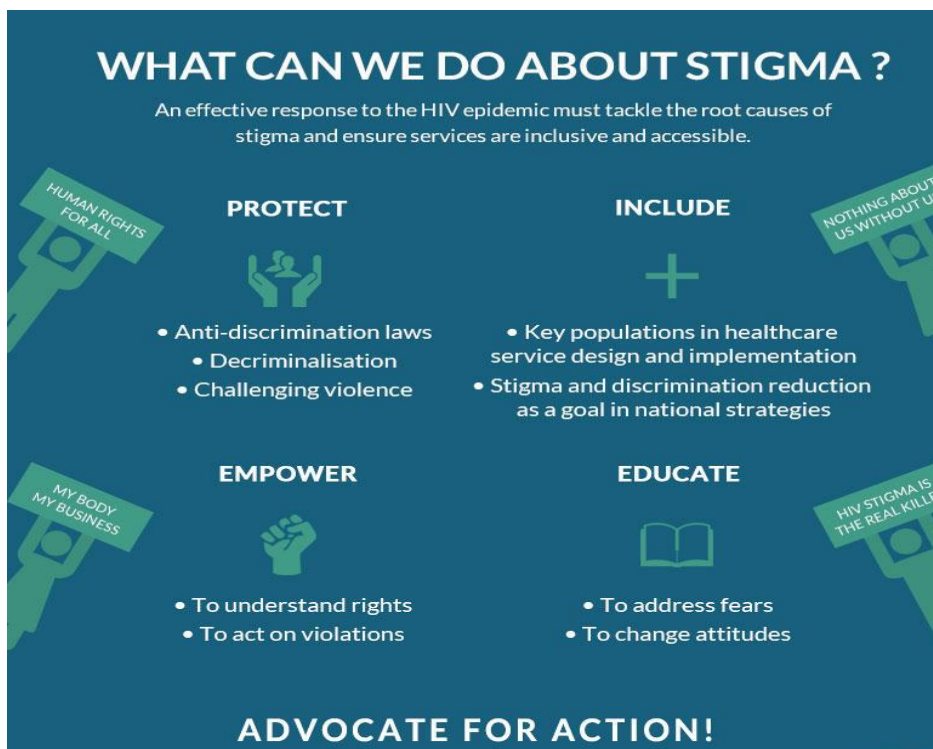 WHAT CAN WE DO ABOUT STIGMA ?
An effective response to the HIV epidemic must tackle the root causes of
stigma and ensure services are inclusive and accessible.
HUMAN RIGHTS
FOR ALL
PROTECT
• Anti-discrimination laws
• Decriminalisation
• Challenging violence
INCLUDE
• Key populations in healthcare
service design and implementation
• Stigma and discrimination reduction
as a goal in national strategies
NOTHING ABOUT
US WITHOUT U
MY BODY
MY BUSINESS
EMPOWER
• To understand rights
• To act on violations
EDUCATE
• To address fears
• To change attitudes
HIV STIGMA IS
THE REAL KILLE
ADVOCATE FOR ACTION!